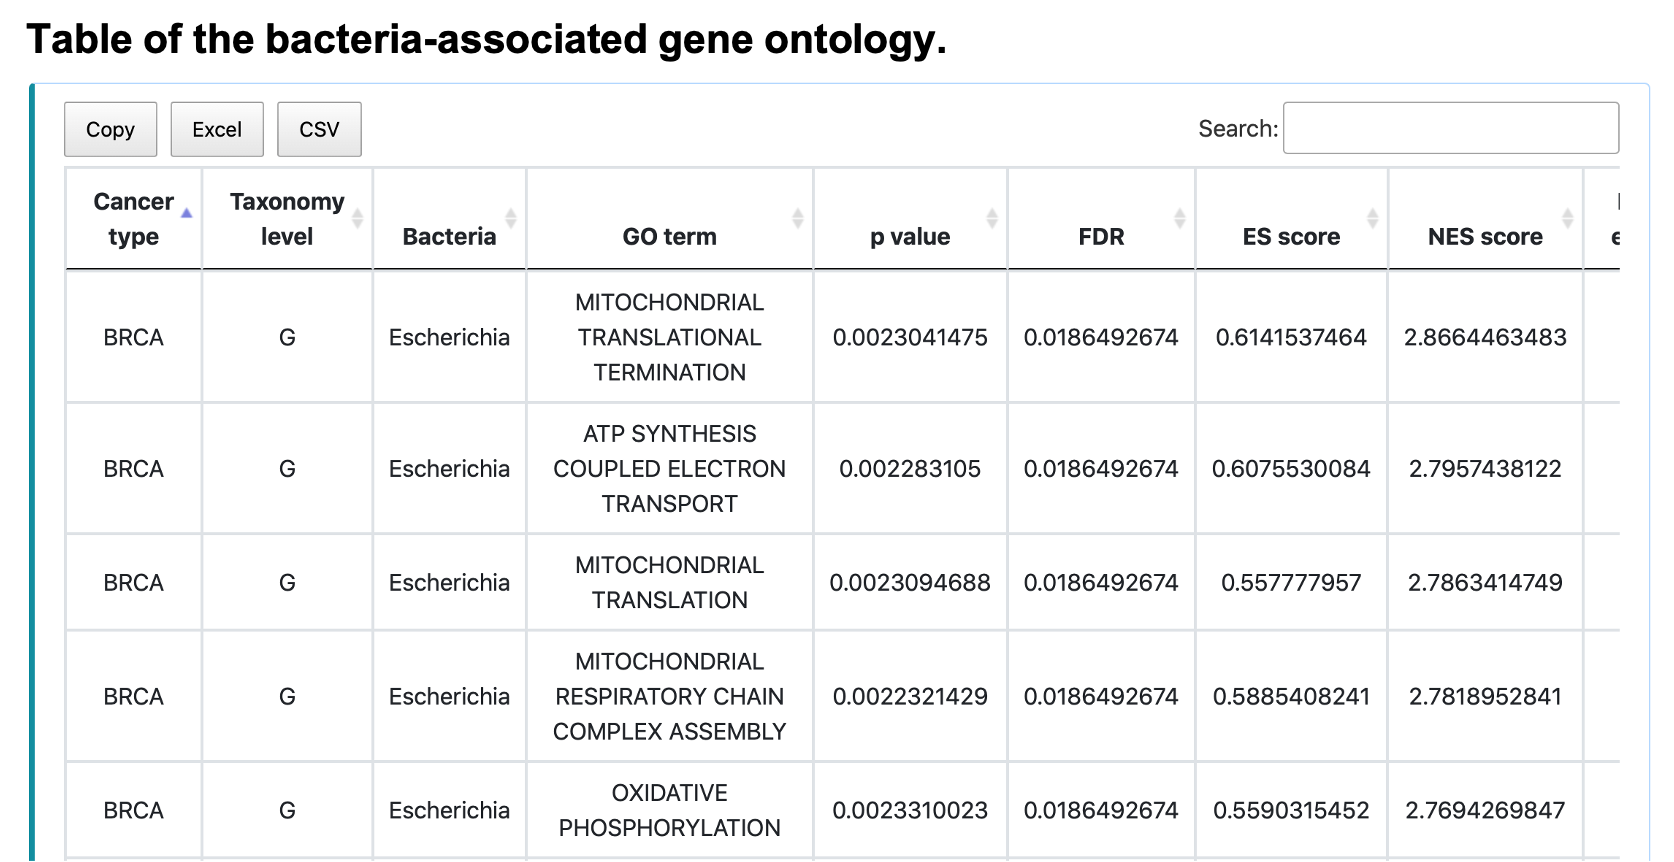 Table of the bacteria-associated gene ontology.
Copy Excel CSV Search:
Cancer type Taxonomy level Bacteria GO term p value FDR ES score NES score
BRCA G Escherichia MITOCHONDRIAL TRANSLATIONAL TERMINATION 0.0023041475 0.0186492674 0.6141537464 2.8664463483
BRCA G Escherichia ATP SYNTHESIS COUPLED ELECTRON TRANSPORT 0.002283105 0.0186492674 0.6075530084 2.7957438122
BRCA G Escherichia MITOCHONDRIAL TRANSLATION 0.0023094688 0.0186492674 0.557777957 2.7863414749
BRCA G Escherichia MITOCHONDRIAL RESPIRATORY CHAIN COMPLEX ASSEMBLY 0.0022321429 0.0186492674 0.5885408241 2.7818952841
BRCA G Escherichia OXIDATIVE PHOSPHORYLATION 0.0023310023 0.0186492674 0.5590315452 2.7694269847